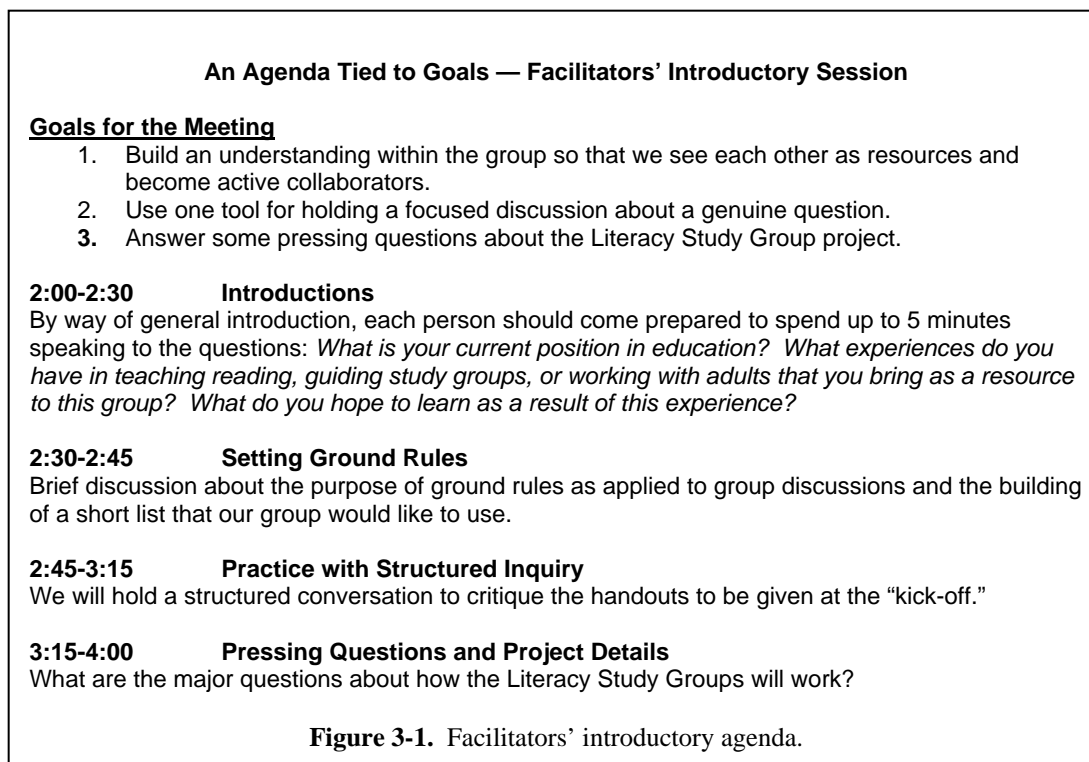 An Agenda Tied to Goals — Facilitators’ Introductory Session
Goals for the Meeting
1. Build an understanding within the group so that we see each other as resources and
become active collaborators.
2. Use one tool for holding a focused discussion about a genuine question.
3. Answer some pressing questions about the Literacy Study Group project.
2:00-2:30 Introductions
By way of general introduction, each person should come prepared to spend up to 5 minutes
speaking to the questions: What is your current position in education? What experiences do you
have in teaching reading, guiding study groups, or working with adults that you bring as a resource
to this group? What do you hope to learn as a result of this experience?
2:30-2:45 Setting Ground Rules
Brief discussion about the purpose of ground rules as applied to group discussions and the building
of a short list that our group would like to use.
2:45-3:15 Practice with Structured Inquiry
We will hold a structured conversation to critique the handouts to be given at the “kick-off.”
3:15-4:00 Pressing Questions and Project Details
What are the major questions about how the Literacy Study Groups will work?
Figure 3-1. Facilitators’ introductory agenda.